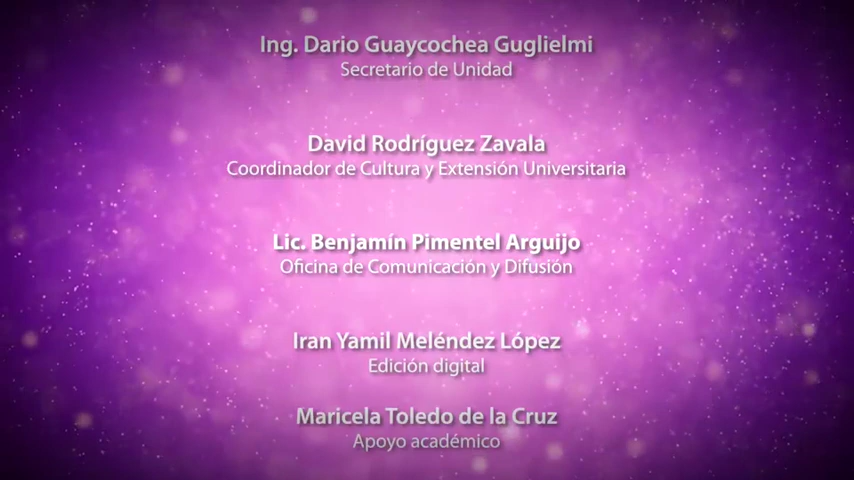 Ing. Dario Guaycochea Guglielmi
Secretario de Unidad
David Rodríguez Zavala
Coordinador de Cultura y Extensión Universitaria
Lic. Benjamín Pimentel Arguijo
Oficina de Comunicación y Difusión
Iran Yamil Meléndez López
Edición digital
Maricela Toledo de la Cruz
Apoyo académico